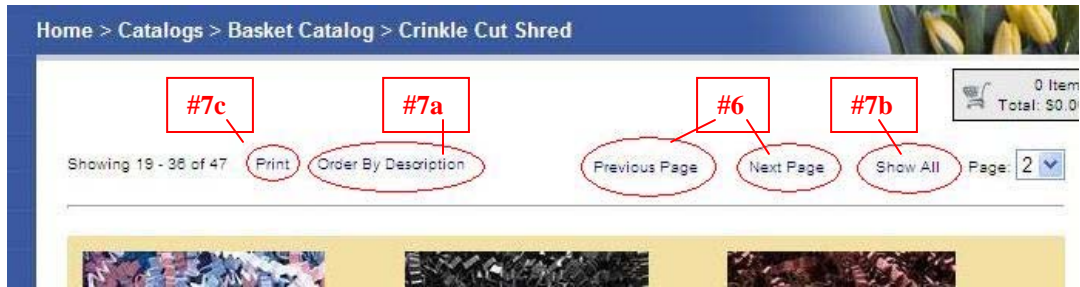 Home > Catalogs > Basket Catalog > Crinkle Cut Shred
0 Item
Total: $0.0
#7c #7a #6 #7b
Showing 19 - 36 of 47 Print Order By Description Previous Page Next Page Show All Page: 2